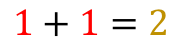 1 + 1 = 2